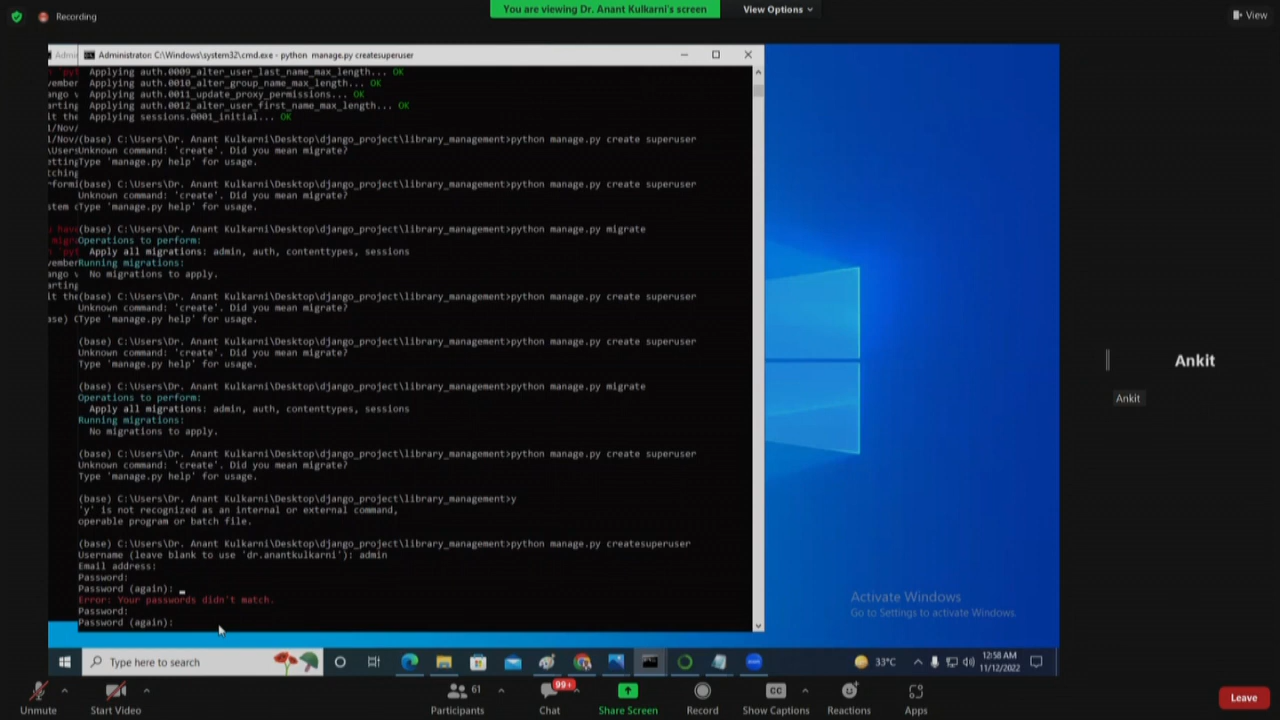 Recording
You are viewing Dr. Anant Kulkarni's screen
View Options
View
Administrator: C:\Windows\system32\cmd.exe - python manage.py createsuperuser
Applying auth.0009_alter_user_last_name_max_length... OK
Applying auth.0010_alter_group_name_max_length... OK
Applying auth.0011_update_proxy_permissions... OK
Applying auth.0012_alter_user_first_name_max_length... OK
Applying sessions.0001_initial... OK
(base) C:\Users\Dr. Anant Kulkarni\Desktop\django_project\library_management>python manage.py create superuser
Unknown command: 'create'. Did you mean migrate?
Type 'manage.py help' for usage.
(base) C:\Users\Dr. Anant Kulkarni\Desktop\django_project\library_management>python manage.py create superuser
Unknown command: 'create'. Did you mean migrate?
Type 'manage.py help' for usage.
(base) C:\Users\Dr. Anant Kulkarni\Desktop\django_project\library_management>python manage.py migrate
Operations to perform:
Apply all migrations: admin, auth, contenttypes, sessions
Running migrations:
No migrations to apply.
(base) C:\Users\Dr. Anant Kulkarni\Desktop\django_project\library_management>python manage.py create superuser
Unknown command: 'create'. Did you mean migrate?
Type 'manage.py help' for usage.
(base) C:\Users\Dr. Anant Kulkarni\Desktop\django_project\library_management>python manage.py create superuser
Unknown command: 'create'. Did you mean migrate?
Type 'manage.py help' for usage.
(base) C:\Users\Dr. Anant Kulkarni\Desktop\django_project\library_management>python manage.py migrate
Operations to perform:
Apply all migrations: admin, auth, contenttypes, sessions
Running migrations:
No migrations to apply.
(base) C:\Users\Dr. Anant Kulkarni\Desktop\django_project\library_management>python manage.py create superuser
Unknown command: 'create'. Did you mean migrate?
Type 'manage.py help' for usage.
(base) C:\Users\Dr. Anant Kulkarni\Desktop\django_project\library_management>y
'y' is not recognized as an internal or external command,
operable program or batch file.
(base) C:\Users\Dr. Anant Kulkarni\Desktop\django_project\library_management>python manage.py createsuperuser
Username (leave blank to use 'dr.anantkulkarni'): admin
Email address:
Password:
Password (again):
Error: Your passwords didn't match.
Password:
Password (again):
Ankit
Ankit
Activate Windows
Go to Settings to activate Windows.
Type here to search
33°C
12:58 AM
11/12/2022
Unmute
Start Video
Participants
61
Chat
99+
Share Screen
Record
CC
Show Captions
Reactions
Apps
Leave